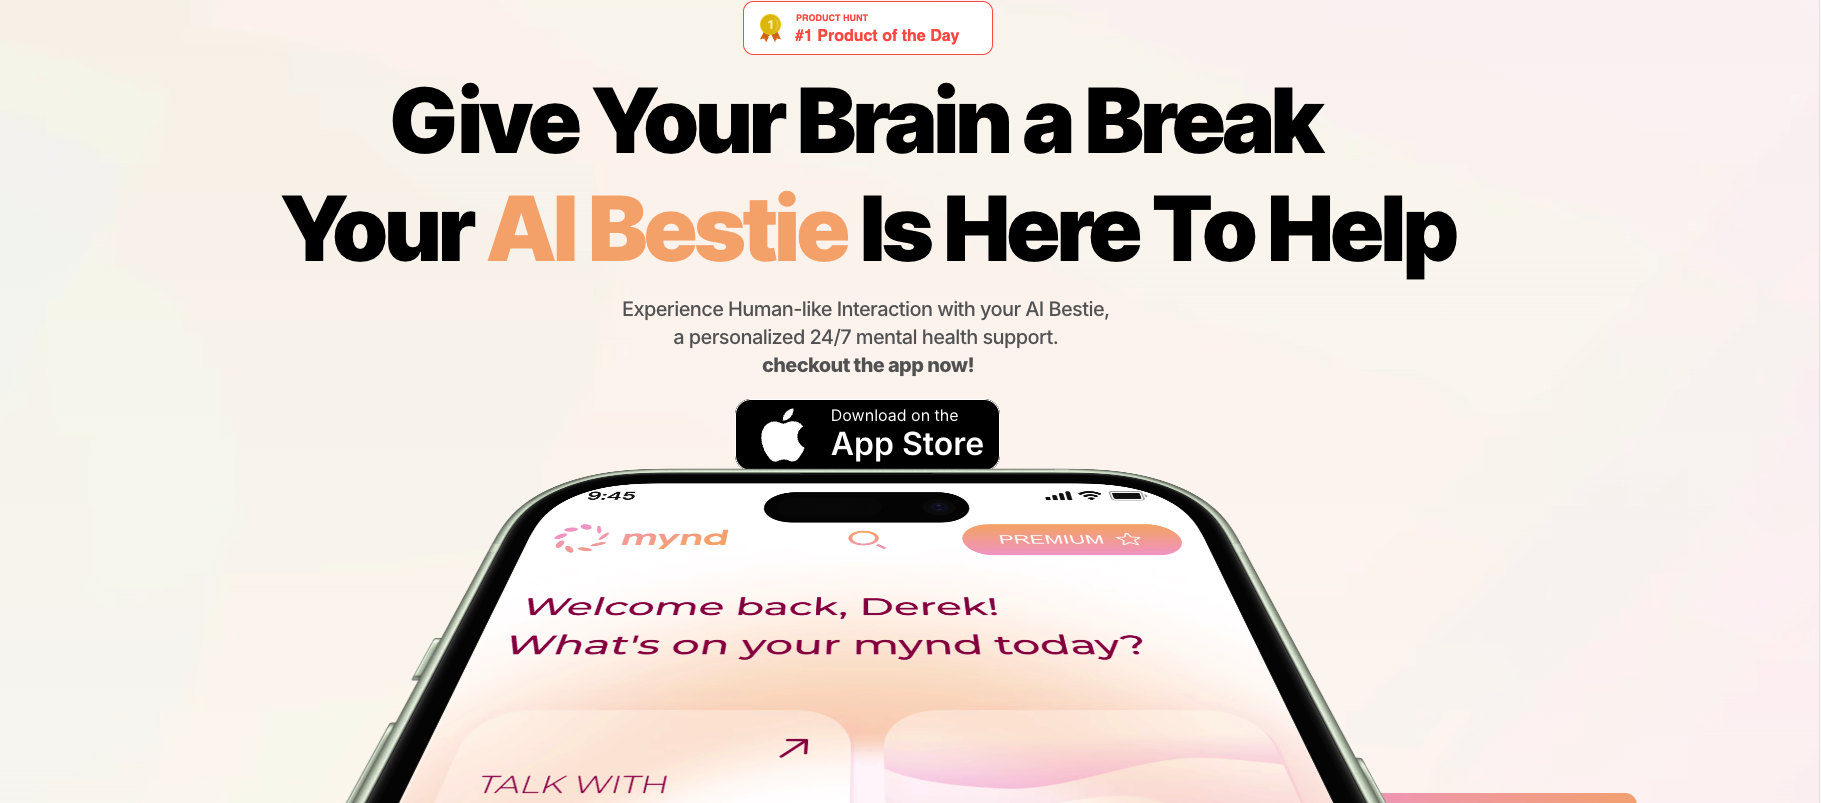 1
PRODUCT HUNT
#1 Product of the Day
Give Your Brain a Break
Your AI Bestie Is Here To Help
Experience Human-like Interaction with your AI Bestie,
a personalized 24/7 mental health support.
checkout the app now!
Download on the
App Store
9:45
mynd
PREMIUM
Welcome back, Derek!
What's on your mynd today?
TALK WITH